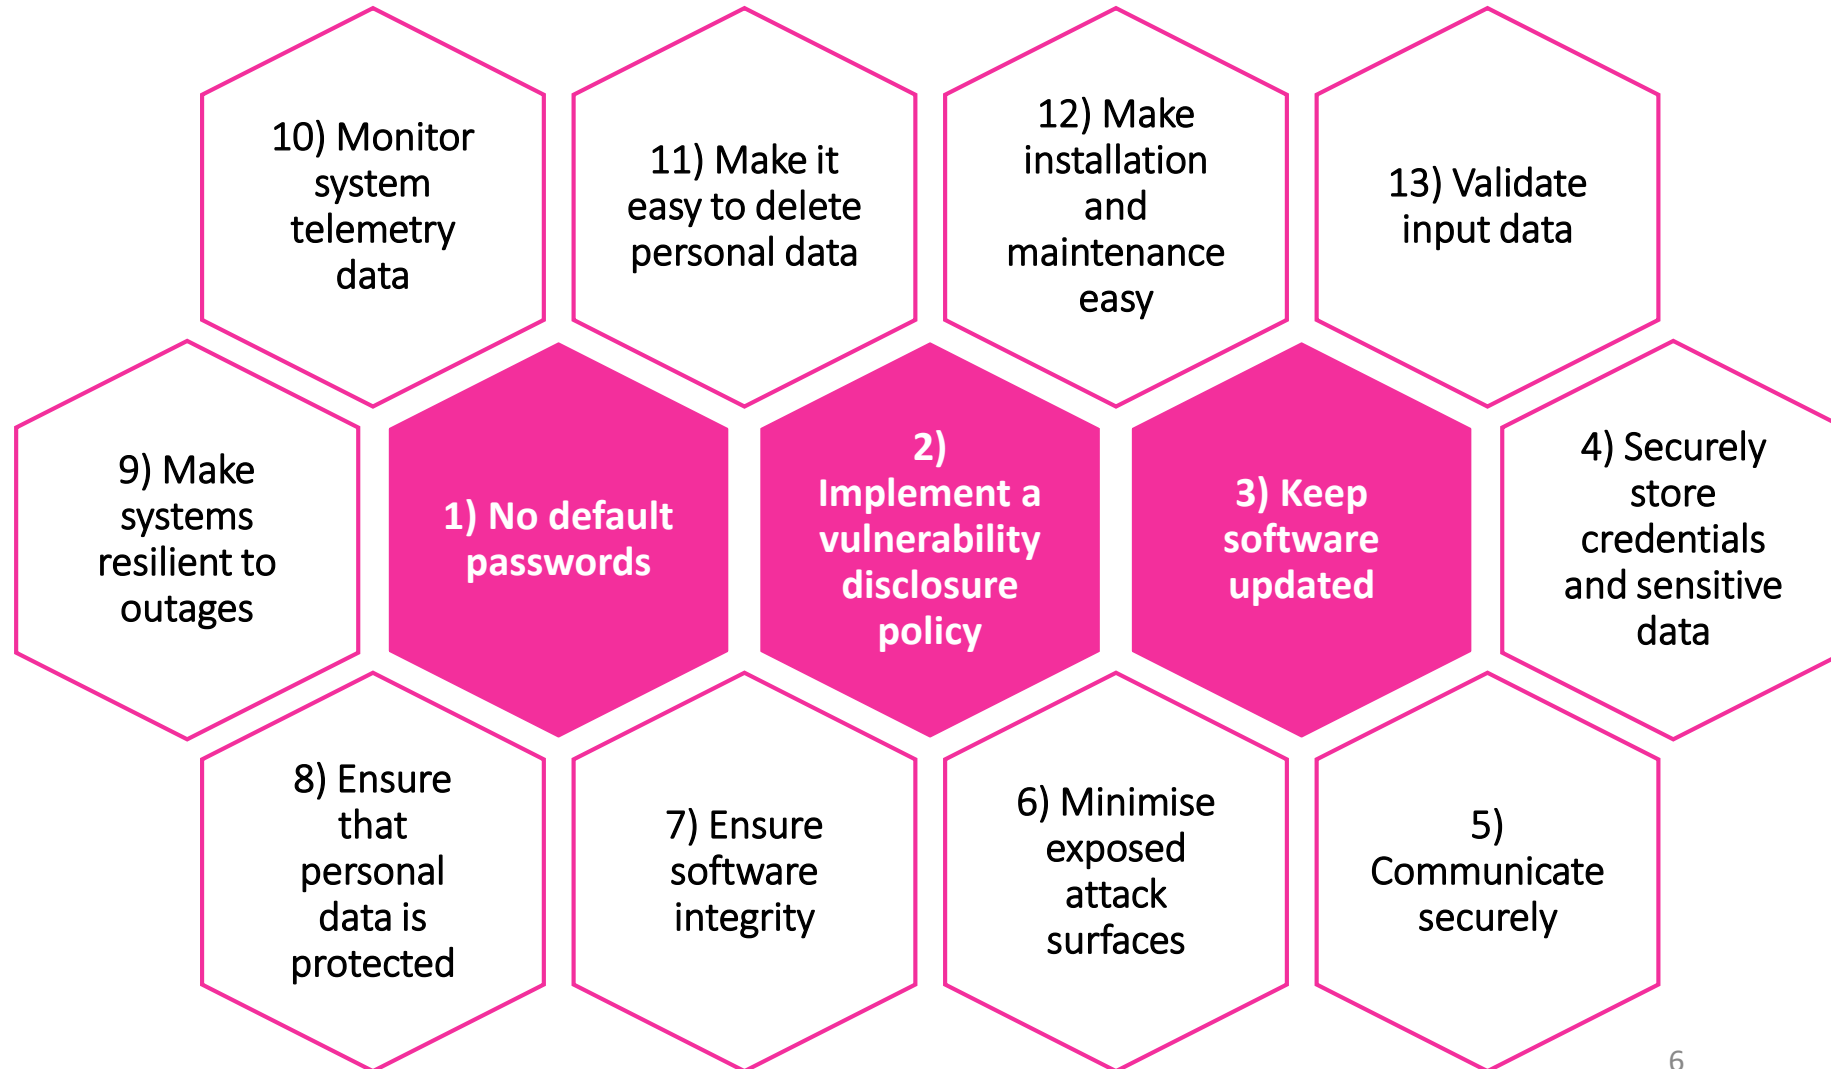 10) Monitor
system
telemetry
data
11) Make it
easy to delete
personal data
12) Make
installation
and
maintenance
easy
13) Validate
input data
9) Make
systems
resilient to
outages
1) No default
passwords
2)
Implement a
vulnerability
disclosure
policy
3) Keep
software
updated
4) Securely
store
credentials
and sensitive
data
8) Ensure
that
personal
data is
protected
7) Ensure
software
integrity
6) Minimise
exposed
attack
surfaces
5)
Communicate
securely
6